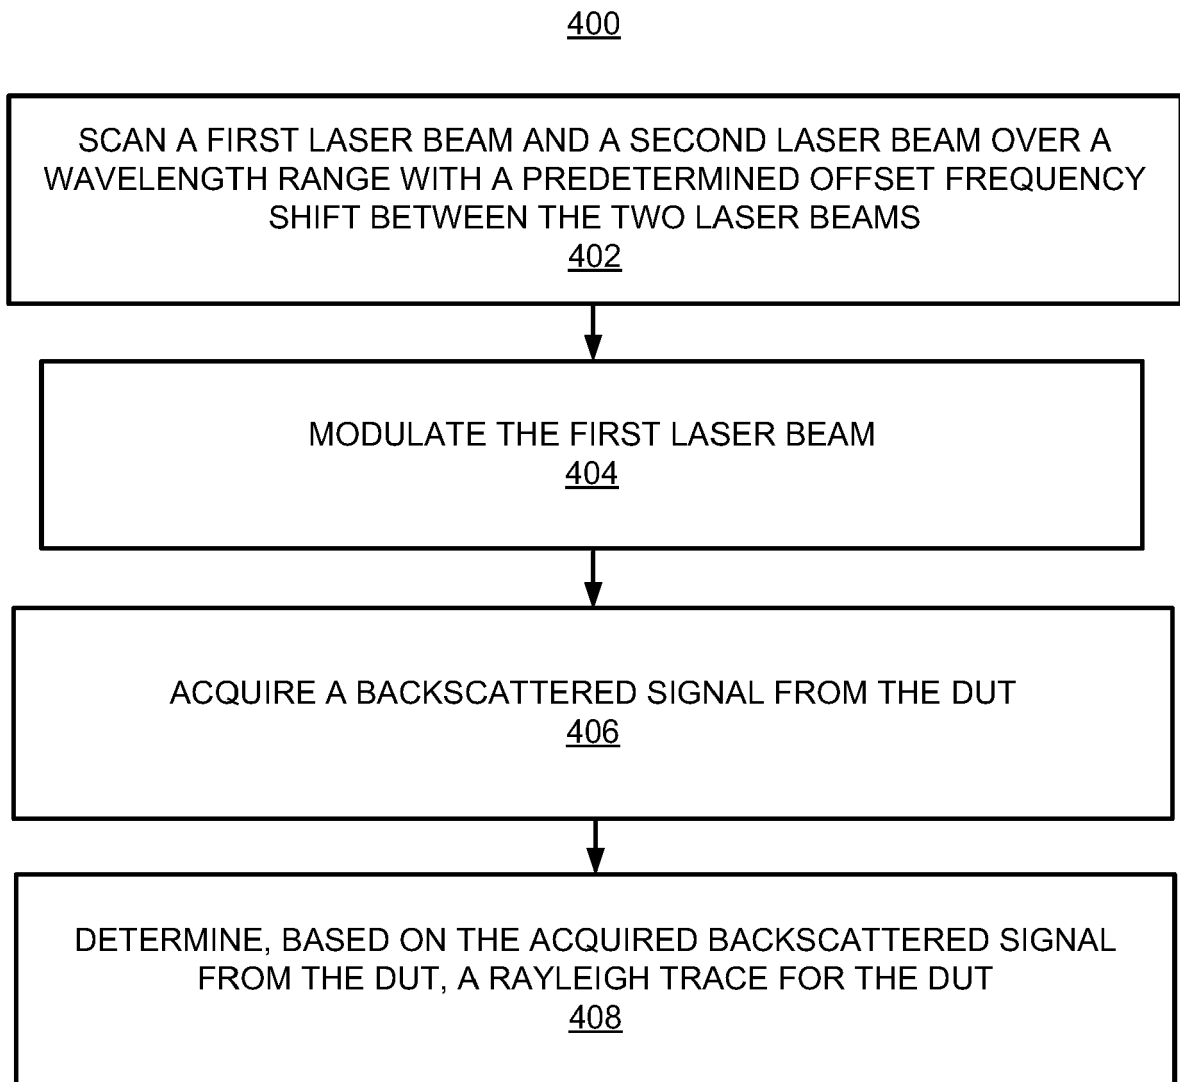 400
SCAN A FIRST LASER BEAM AND A SECOND LASER BEAM OVER A
WAVELENGTH RANGE WITH A PREDETERMINED OFFSET FREQUENCY
SHIFT BETWEEN THE TWO LASER BEAMS
402
MODULATE THE FIRST LASER BEAM
404
ACQUIRE A BACKSCATTERED SIGNAL FROM THE DUT
406
DETERMINE, BASED ON THE ACQUIRED BACKSCATTERED SIGNAL
FROM THE DUT, A RAYLEIGH TRACE FOR THE DUT
408